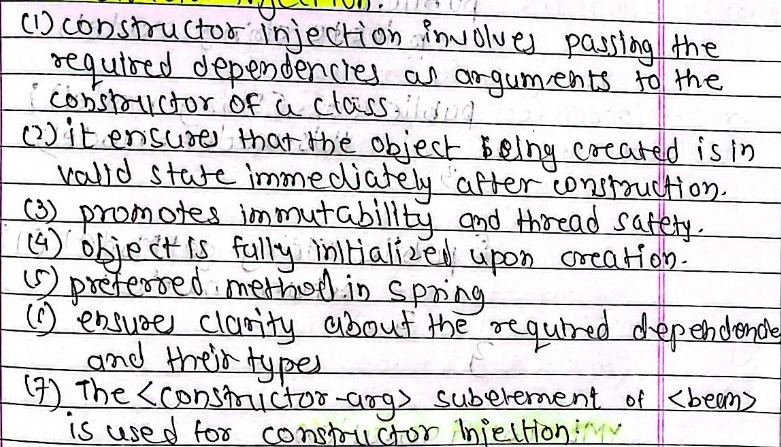 (1) constructor injection involves passing the
required dependencies as arguments to the
constructor of a class.
(2) it ensures that the object being created is in
valid state immediately after construction.
(3) promotes immutability and thread safety.
(4) object is fully initialized upon creation.
(5) preferred method in spring
(6) ensures clarity about the required dependencie
and their types
(7) The <constructor-arg> subelement of <bean>
is used for constructor Injection.